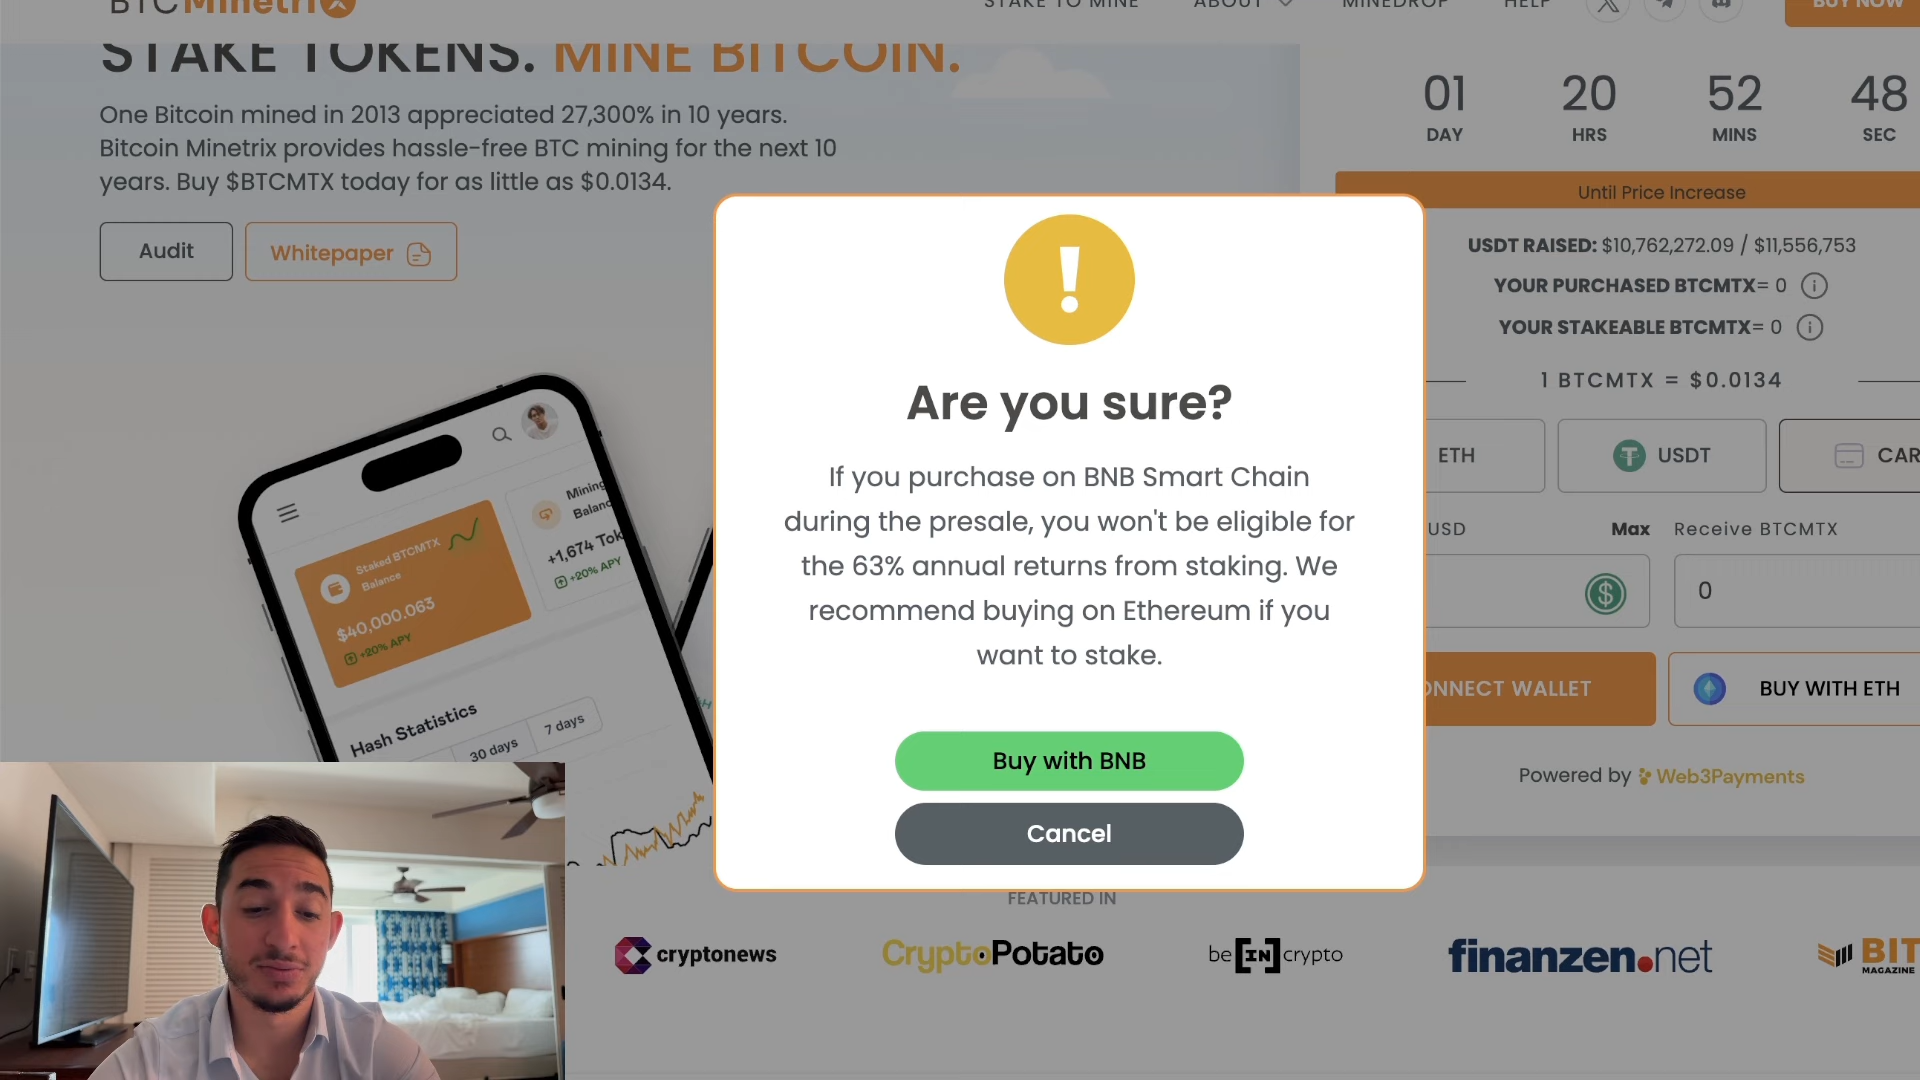 BTCMinetrix
STAKE TO MINE
ABOUT
MINEDROP
HELP
BUY NOW
STAKE TOKENS. MINE BITCOIN.
One Bitcoin mined in 2013 appreciated 27,300% in 10 years.
Bitcoin Minetrix provides hassle-free BTC mining for the next 10
years. Buy $BTCMTX today for as little as $0.0134.
Audit
Whitepaper
Staked BTCMTX
Balance
$40,000.063
+20% APY
Mining
Balanc
+1,674 Tok
+20% APY
Hash Statistics
30 days
7 days
01
20
52
48
DAY
HRS
MINS
SEC
Until Price Increase
USDT RAISED: $10,762,272.09 / $11,556,753
YOUR PURCHASED BTCMTX= 0
YOUR STAKEABLE BTCMTX= 0
1 BTCMTX = $0.0134
ETH
USDT
CAR
USD
Max
Receive BTCMTX
0
ONNECT WALLET
BUY WITH ETH
Powered by Web3Payments
!
Are you sure?
If you purchase on BNB Smart Chain
during the presale, you won't be eligible for
the 63% annual returns from staking. We
recommend buying on Ethereum if you
want to stake.
Buy with BNB
Cancel
FEATURED IN
cryptonews
CryptoPotato
be[IN]crypto
finanzen.net
BIT
MAGAZINE